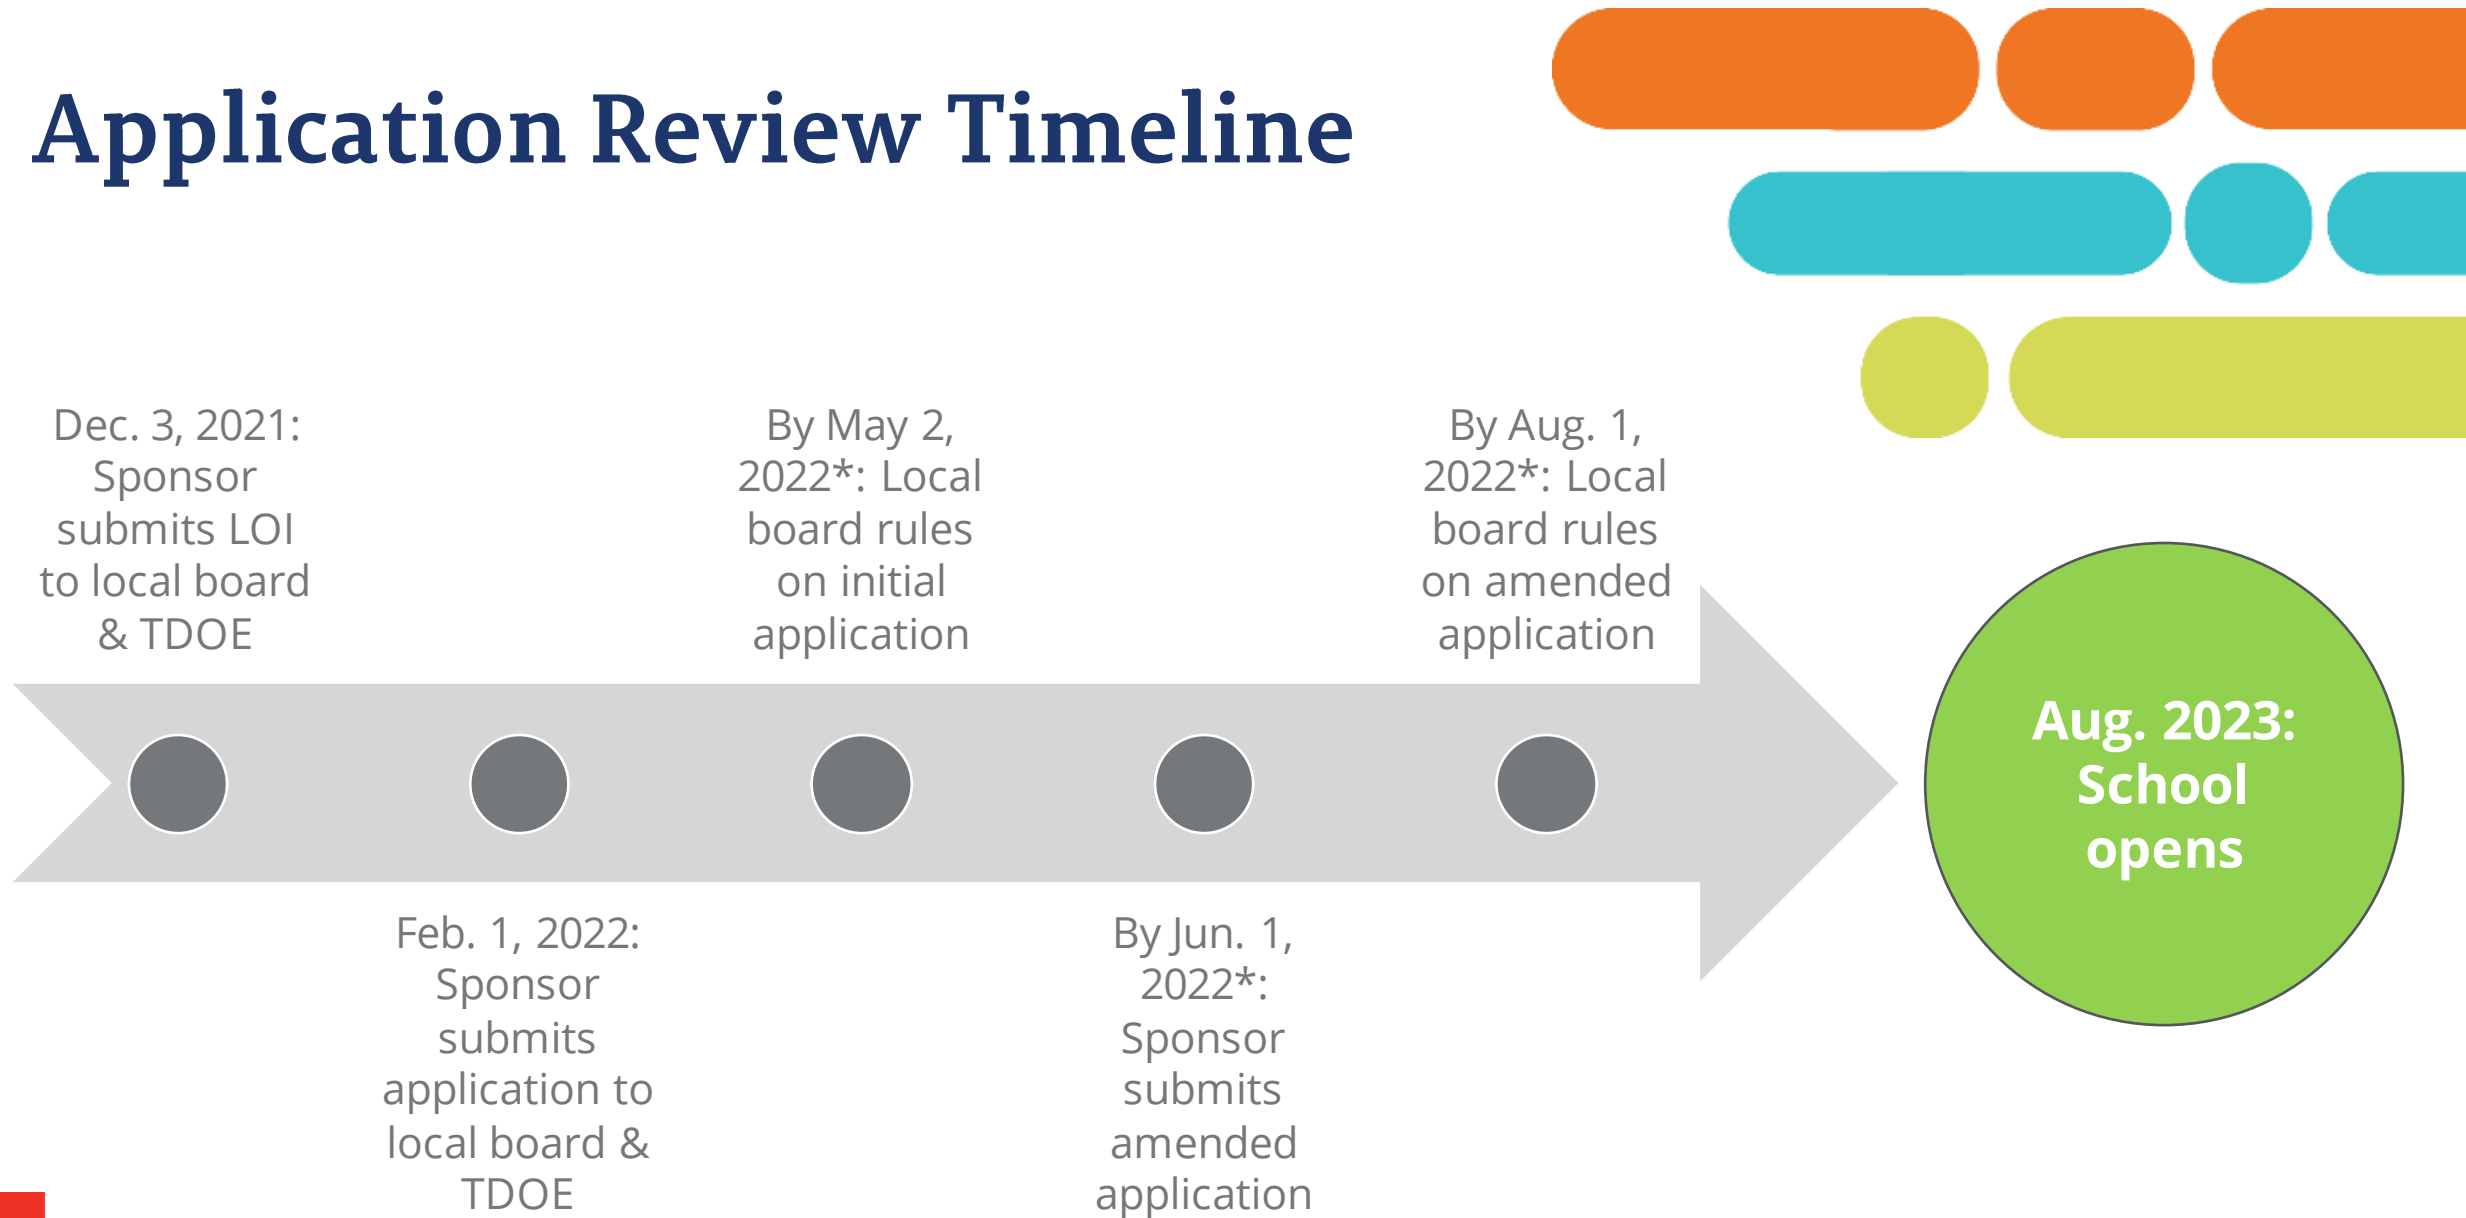 Application Review Timeline
Dec. 3, 2021:
Sponsor
submits LOI
to local board
& TDOE
Feb. 1, 2022:
Sponsor
submits
application to
local board &
TDOE
By May 2,
2022*: Local
board rules
on initial
application
By Jun. 1,
2022*:
Sponsor
submits
amended
application
By Aug. 1,
2022*: Local
board rules
on amended
application
Aug. 2023:
School
opens